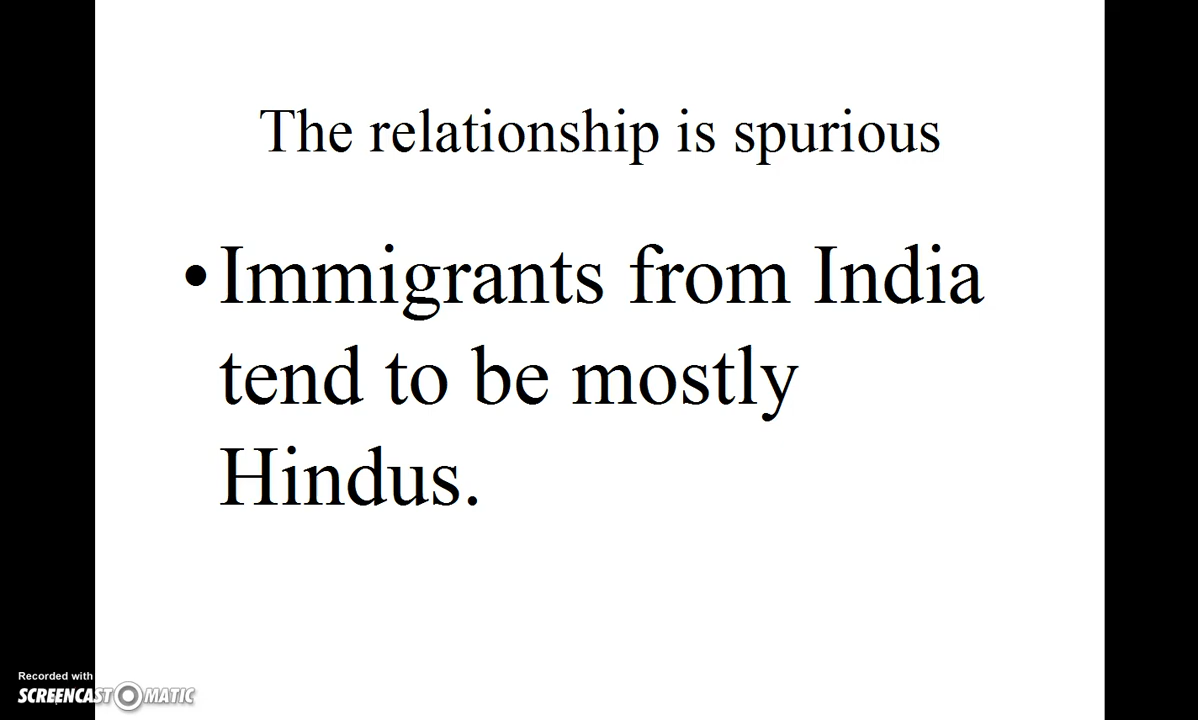 The relationship is spurious
•Immigrants from India
tend to be mostly
Hindus.
Recorded with
SCREENCAST MATIC